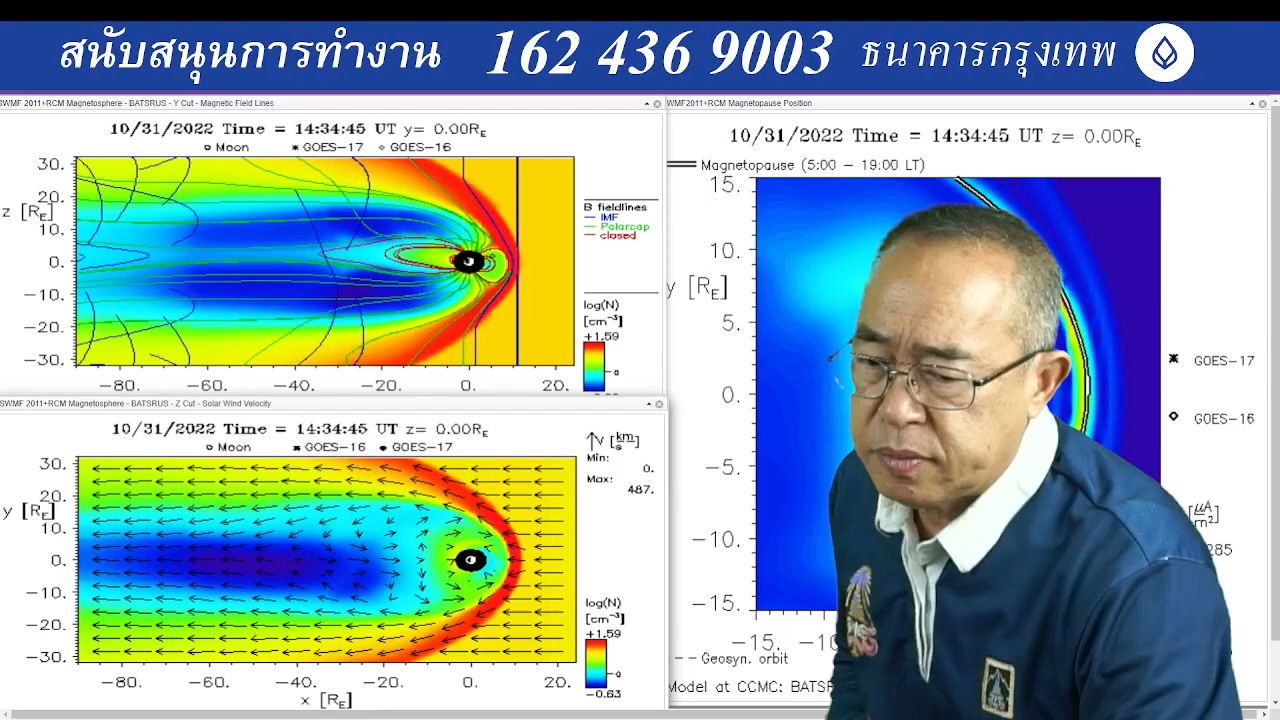 สนับสนุนการทำงาน 162 436 9003 ธนาคารกรุงเทพ
SWMF 2011+RCM Magnetosphere - BATSRUS - Y Cut - Magnetic Field Lines
10/31/2022 Time = 14:34:45 UT y= 0.00RE
Moon GOES-17 GOES-16
30.
20.
z [RE]
10.
0.
-10.
-20.
-30.
-80. -60. -40. -20. 0. 20.
B fieldlines
IMF
Polarcap
closed
log(N)
[cm-3]
+1.59
SWMF 2011+RCM Magnetosphere - BATSRUS - Z Cut - Solar Wind Velocity
10/31/2022 Time = 14:34:45 UT z= 0.00RE
Moon GOES-16 GOES-17
30.
20.
y [RE]
10.
0.
-10.
-20.
-30.
-80. -60. -40. -20. 0. 20.
x [RE]
V [km/s]
Min:
0.
Max:
487.
log(N)
[cm-3]
+1.59
-0.63
WMF2011+RCM Magnetopause Position
10/31/2022 Time = 14:34:45 UT z= 0.00RE
Magnetopause (5:00 - 19:00 LT)
15.
10.
y [RE]
5.
0.
-5.
-10.
-15.
-15. -10
GOES-17
GOES-16
[µA
m2]
285
Geosyn. orbit
Model at CCMC: BATSR